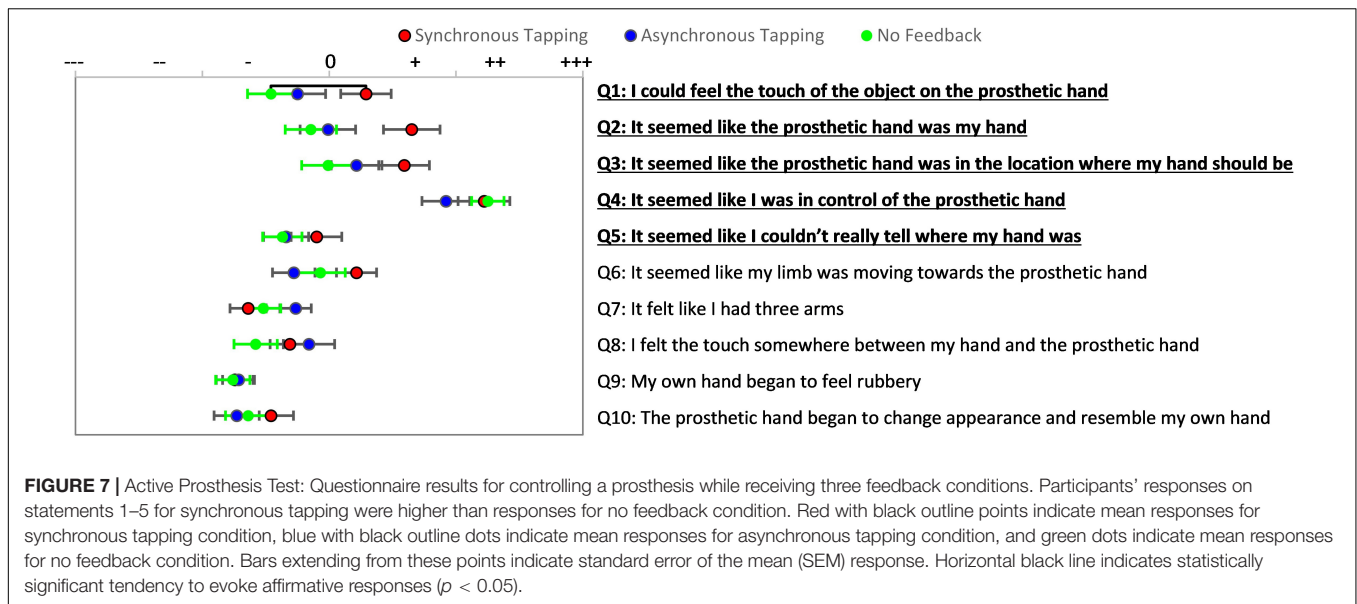 Synchronous Tapping Asynchronous Tapping No Feedback
--- -- - 0 + ++ +++
Q1: I could feel the touch of the object on the prosthetic hand
Q2: It seemed like the prosthetic hand was my hand
Q3: It seemed like the prosthetic hand was in the location where my hand should be
Q4: It seemed like I was in control of the prosthetic hand
Q5: It seemed like I couldn't really tell where my hand was
Q6: It seemed like my limb was moving towards the prosthetic hand
Q7: It felt like I had three arms
Q8: I felt the touch somewhere between my hand and the prosthetic hand
Q9: My own hand began to feel rubbery
Q10: The prosthetic hand began to change appearance and resemble my own hand
FIGURE 7 | Active Prosthesis Test: Questionnaire results for controlling a prosthesis while receiving three feedback conditions. Participants' responses on
statements 1–5 for synchronous tapping were higher than responses for no feedback condition. Red with black outline points indicate mean responses for
synchronous tapping condition, blue with black outline dots indicate mean responses for asynchronous tapping condition, and green dots indicate mean responses
for no feedback condition. Bars extending from these points indicate standard error of the mean (SEM) response. Horizontal black line indicates statistically
significant tendency to evoke affirmative responses (p < 0.05).